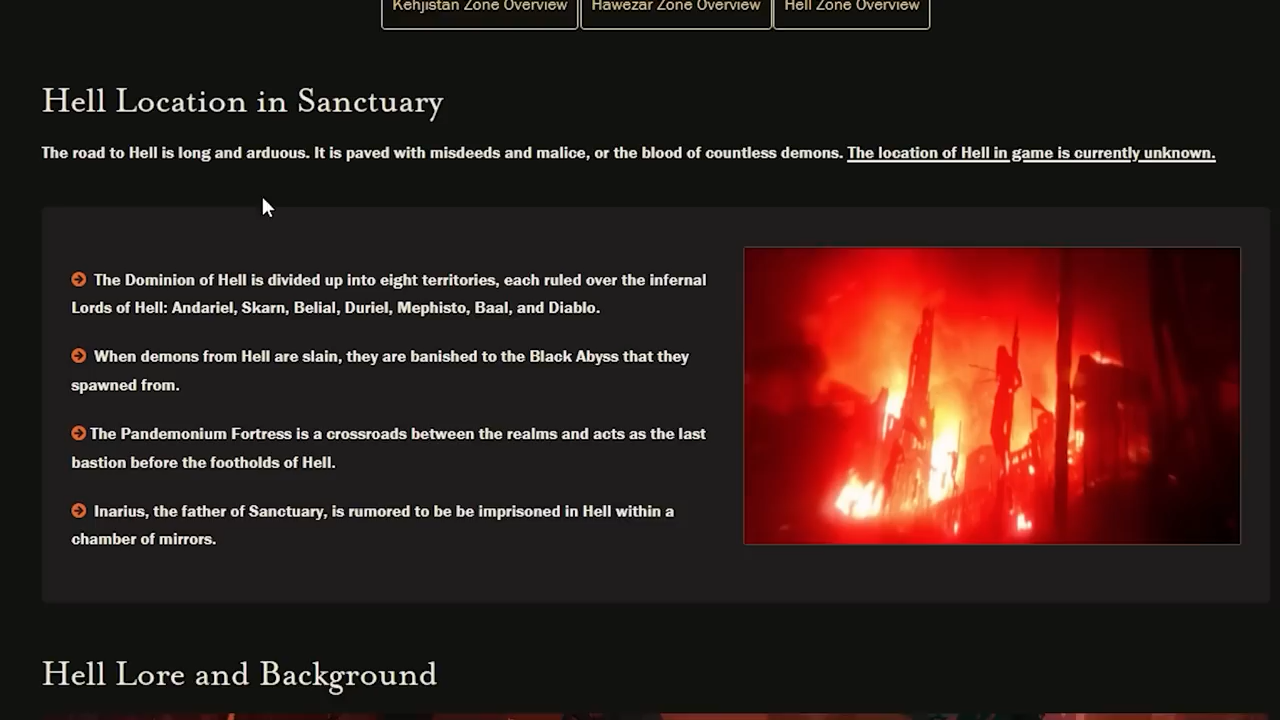 Kehjistan Zone Overview Hawezar Zone Overview Hell Zone Overview
Hell Location in Sanctuary
The road to Hell is long and arduous. It is paved with misdeeds and malice, or the blood of countless demons. The location of Hell in game is currently unknown.
The Dominion of Hell is divided up into eight territories, each ruled over the infernal
Lords of Hell: Andariel, Skarn, Belial, Duriel, Mephisto, Baal, and Diablo.
When demons from Hell are slain, they are banished to the Black Abyss that they
spawned from.
The Pandemonium Fortress is a crossroads between the realms and acts as the last
bastion before the footholds of Hell.
Inarius, the father of Sanctuary, is rumored to be be imprisoned in Hell within a
chamber of mirrors.
Hell Lore and Background